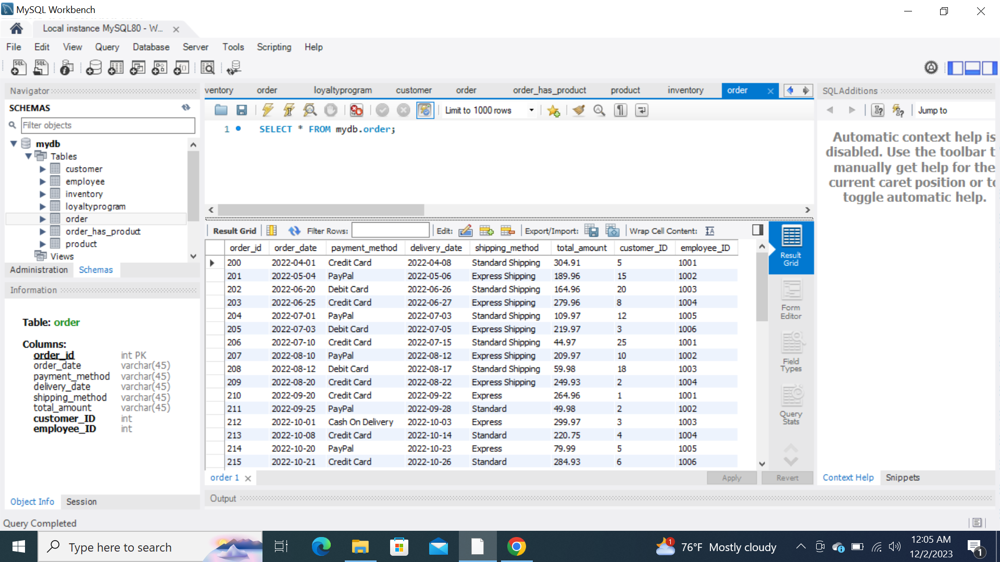 MySQL Workbench
Local instance MySQL80 - W...
File Edit View Query Database Server Tools Scripting Help
Navigator
SCHEMAS
Filter objects
mydb
Tables
customer
employee
inventory
loyaltyprogram
order
order_has_product
product
Views
Administration Schemas
Information
Table: order
Columns:
order_id int PK
order_date varchar(45)
payment_method varchar(45)
delivery_date varchar(45)
shipping_method varchar(45)
total_amount varchar(45)
customer_ID int
employee_ID int
Object Info Session
ventory order loyaltyprogram customer order order_has_product product inventory order
Limit to 1000 rows
1 SELECT * FROM mydb.order;
Result Grid Filter Rows: Edit: Export/Import: Wrap Cell Content:
order_id order_date payment_method delivery_date shipping_method total_amount customer_ID employee_ID
200 2022-04-01 Credit Card 2022-04-08 Standard Shipping 304.91 5 1001
201 2022-05-04 PayPal 2022-05-06 Express Shipping 189.96 15 1002
202 2022-06-20 Debit Card 2022-06-26 Standard Shipping 164.96 20 1003
203 2022-06-25 Credit Card 2022-06-27 Express Shipping 279.96 8 1004
204 2022-07-01 PayPal 2022-07-03 Standard Shipping 109.97 12 1005
205 2022-07-03 Debit Card 2022-07-05 Express Shipping 219.97 3 1006
206 2022-07-10 Credit Card 2022-07-15 Standard Shipping 44.97 25 1001
207 2022-08-10 PayPal 2022-08-12 Express Shipping 209.97 10 1002
208 2022-08-12 Debit Card 2022-08-17 Standard Shipping 59.98 18 1003
209 2022-08-20 Credit Card 2022-08-22 Express Shipping 249.93 2 1004
210 2022-09-20 Credit Card 2022-09-22 Express 264.96 1 1001
211 2022-09-25 PayPal 2022-09-28 Standard 49.98 2 1002
212 2022-10-01 Cash On Delivery 2022-10-03 Express 299.97 3 1003
213 2022-10-08 Credit Card 2022-10-14 Standard 220.75 4 1004
214 2022-10-20 PayPal 2022-10-23 Express 79.99 5 1005
215 2022-10-21 Credit Card 2022-10-26 Standard 284.93 6 1006
Result
Grid
Form
Editor
Field
Types
Query
Stats
order 1 Apply Revert
Output
SQLAdditions
Jump to
Automatic context help is
disabled. Use the toolbar t
manually get help for the
current caret position or to
toggle automatic help.
Context Help Snippets
Query Completed
Type here to search
1 76°F Mostly cloudy
12:05 AM
12/2/2023
1